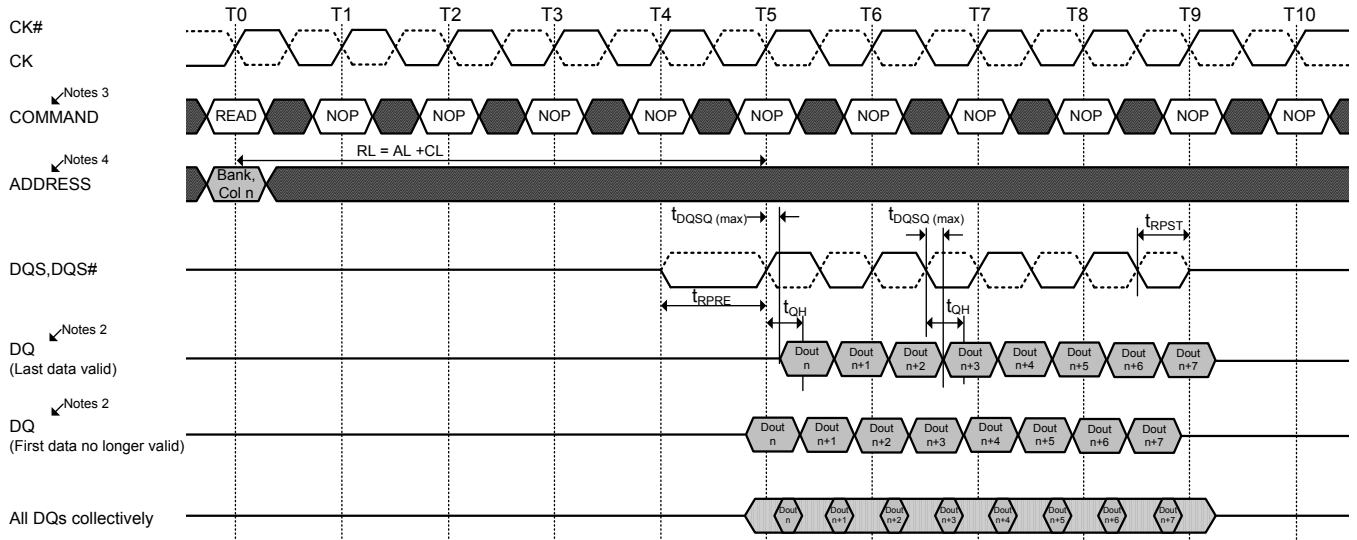 T0 T1 T2 T3 T4 T5 T6 T7 T8 T9 T10
CK#
CK
Notes 3
COMMAND
READ NOP NOP NOP NOP NOP NOP NOP NOP NOP NOP
RL = AL +CL
Notes 4
ADDRESS
Bank,
Col n
tDQSQ (max) tDQSQ (max) tRPST
DQS,DQS#
tRPRE tQH tQH
Notes 2
DQ
(Last data valid)
Dout n Dout n+1 Dout n+2 Dout n+3 Dout n+4 Dout n+5 Dout n+6 Dout n+7
Notes 2
DQ
(First data no longer valid)
Dout n Dout n+1 Dout n+2 Dout n+3 Dout n+4 Dout n+5 Dout n+6 Dout n+7
All DQs collectively
Dout n Dout n+1 Dout n+2 Dout n+3 Dout n+4 Dout n+5 Dout n+6 Dout n+7